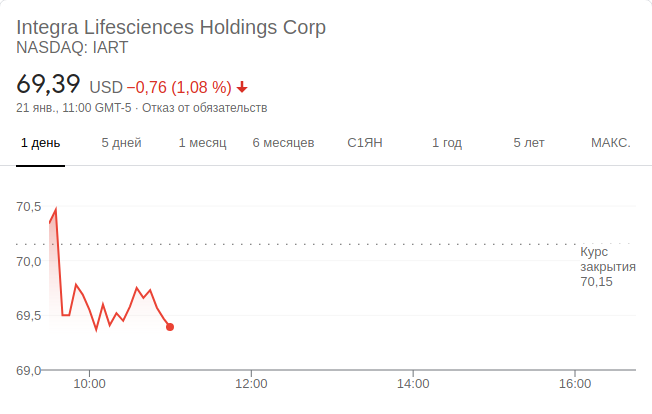 Integra Lifesciences Holdings Corp
NASDAQ: IART
69,39 USD −0,76 (1,08 %)
21 янв., 11:00 GMT-5 · Отказ от обязательств
1 день 5 дней 1 месяц 6 месяцев С1ЯН 1 год 5 лет МАКС.
70,5
Курс
закрытия
70,15
70,0
69,5
69,0
10:00 12:00 14:00 16:00